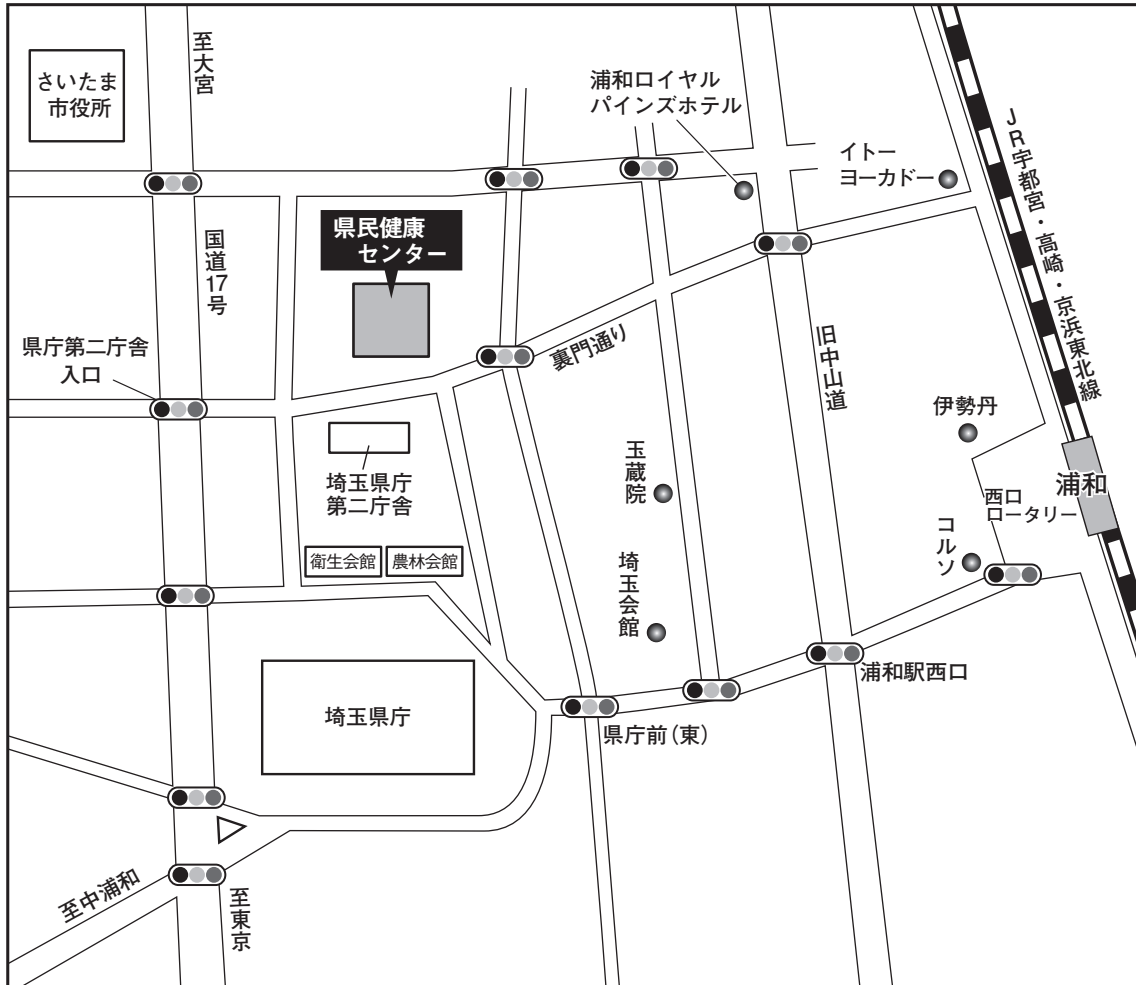 至大宮
さいたま
市役所
浦和ロイヤル
パインズホテル
イトー
ヨーカドー
JR宇都宮・高崎・京浜東北線
県民健康
センター
国道17号
県庁第二庁舎
入口
裏門通り
旧中山道
伊勢丹
玉蔵院
埼玉県庁
第二庁舎
浦和
西口
ロータリー
コルソ
衛生会館
農林会館
埼玉会館
浦和駅西口
埼玉県庁
県庁前(東)
至中浦和
至東京